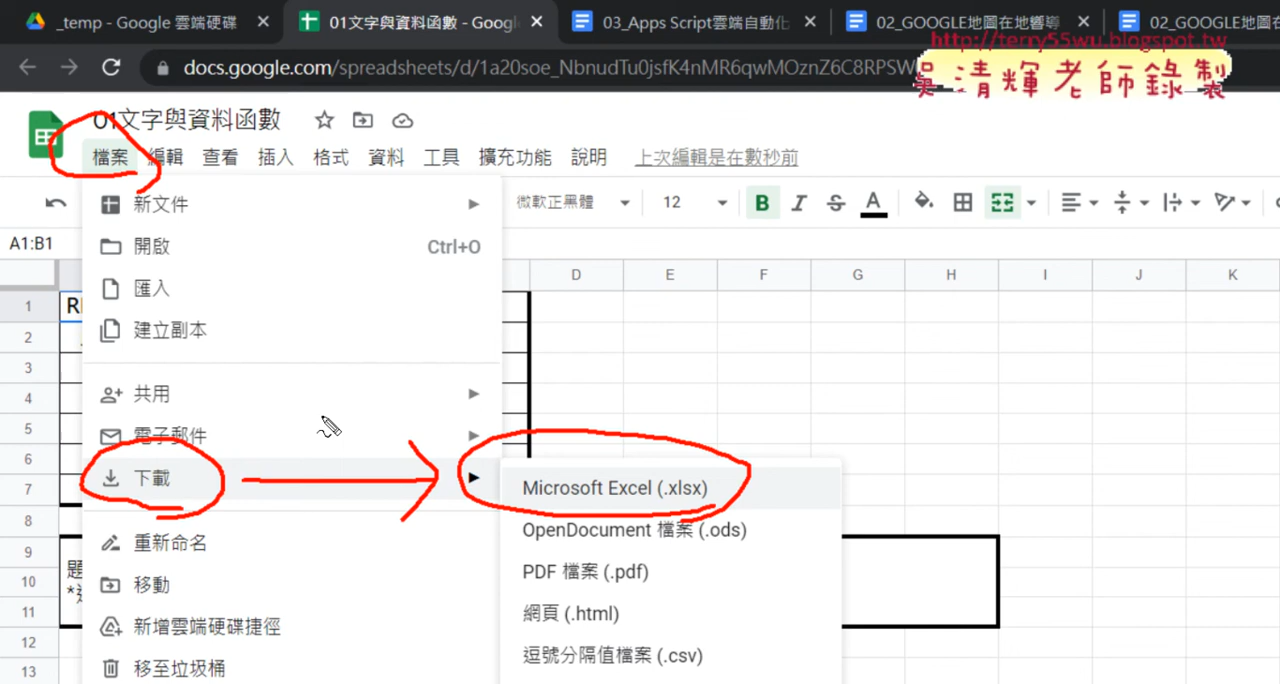 _temp - Google 雲端硬碟
01文字與資料函數 - Goog
03_Apps Script雲端自動化
02_GOOGLE地圖在地響導
02_GOOGLE地圖在
http://terry55wu.blogspot.tw
docs.google.com/spreadsheets/d/1a20soe_NbnudTu0jsfK4nMR6qwMOznZ6C8RPSW
吳清輝老師錄製
01文字與資料函數
檔案 編輯 查看 插入 格式 資料 工具 擴充功能 說明 上次編輯是在數秒前
新文件
微軟正黑體 12 B I S A
A1:B1
開啟 Ctrl+O
D E F G H I J K
匯入
1
2
3
4
5
6
7
8
9
10
11
12
13
建立副本
共用
電子郵件
下載
Microsoft Excel (.xlsx)
OpenDocument 檔案 (.ods)
重新命名
PDF 檔案 (.pdf)
移動
網頁 (.html)
新增雲端硬碟捷徑
逗號分隔值檔案 (.csv)
移至垃圾桶